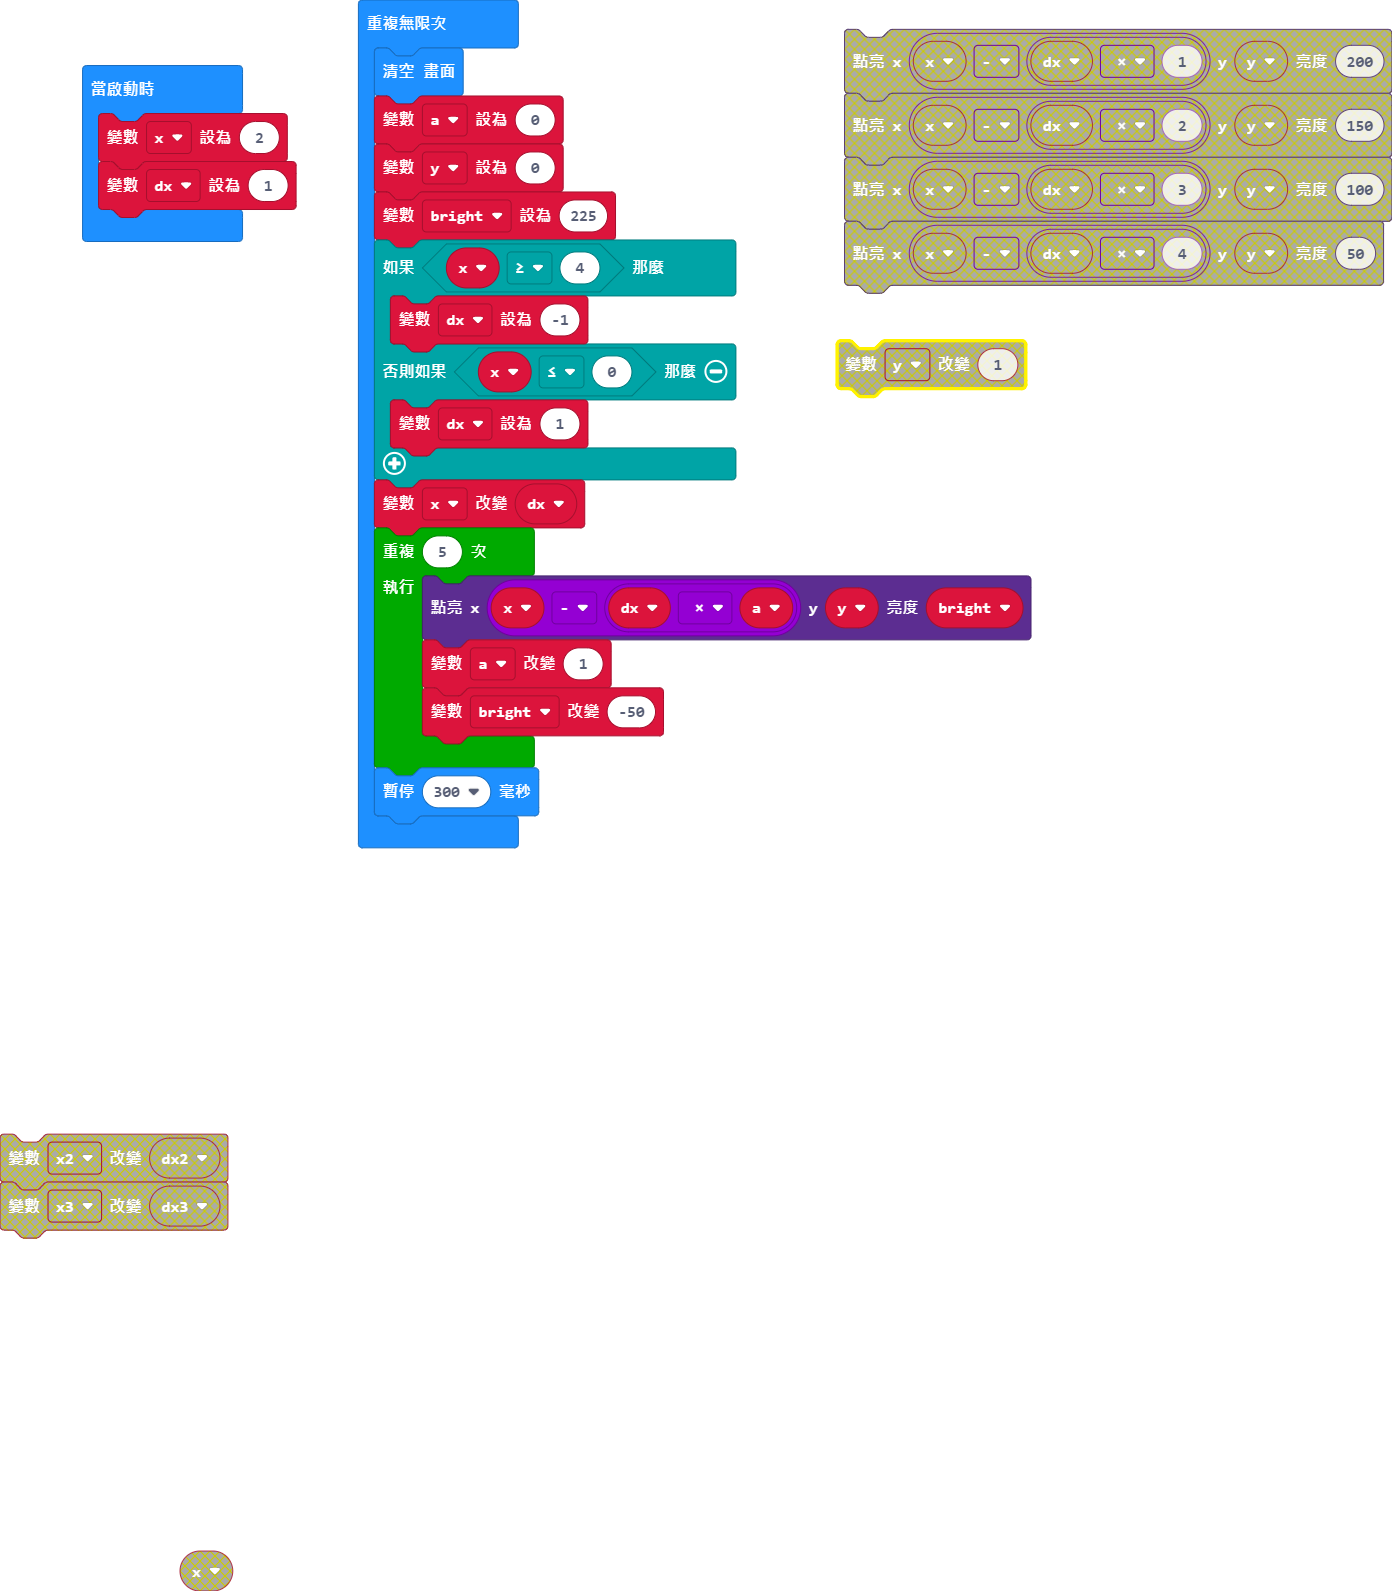 當啟動時
變數 x 設為 2
變數 dx 設為 1
重複無限次
清空 畫面
變數 a 設為 0
變數 y 設為 0
變數 bright 設為 225
如果 x ≥ 4 那麼
變數 dx 設為 -1
否則如果 x ≤ 0 那麼
變數 dx 設為 1
變數 x 改變 dx
重複 5 次
執行
點亮 x x - dx × a y y 亮度 bright
變數 a 改變 1
變數 bright 改變 -50
暫停 300 毫秒
點亮 x x - dx × 1 y y 亮度 200
點亮 x x - dx × 2 y y 亮度 150
點亮 x x - dx × 3 y y 亮度 100
點亮 x x - dx × 4 y y 亮度 50
變數 y 改變 1
變數 x2 改變 dx2
變數 x3 改變 dx3
x